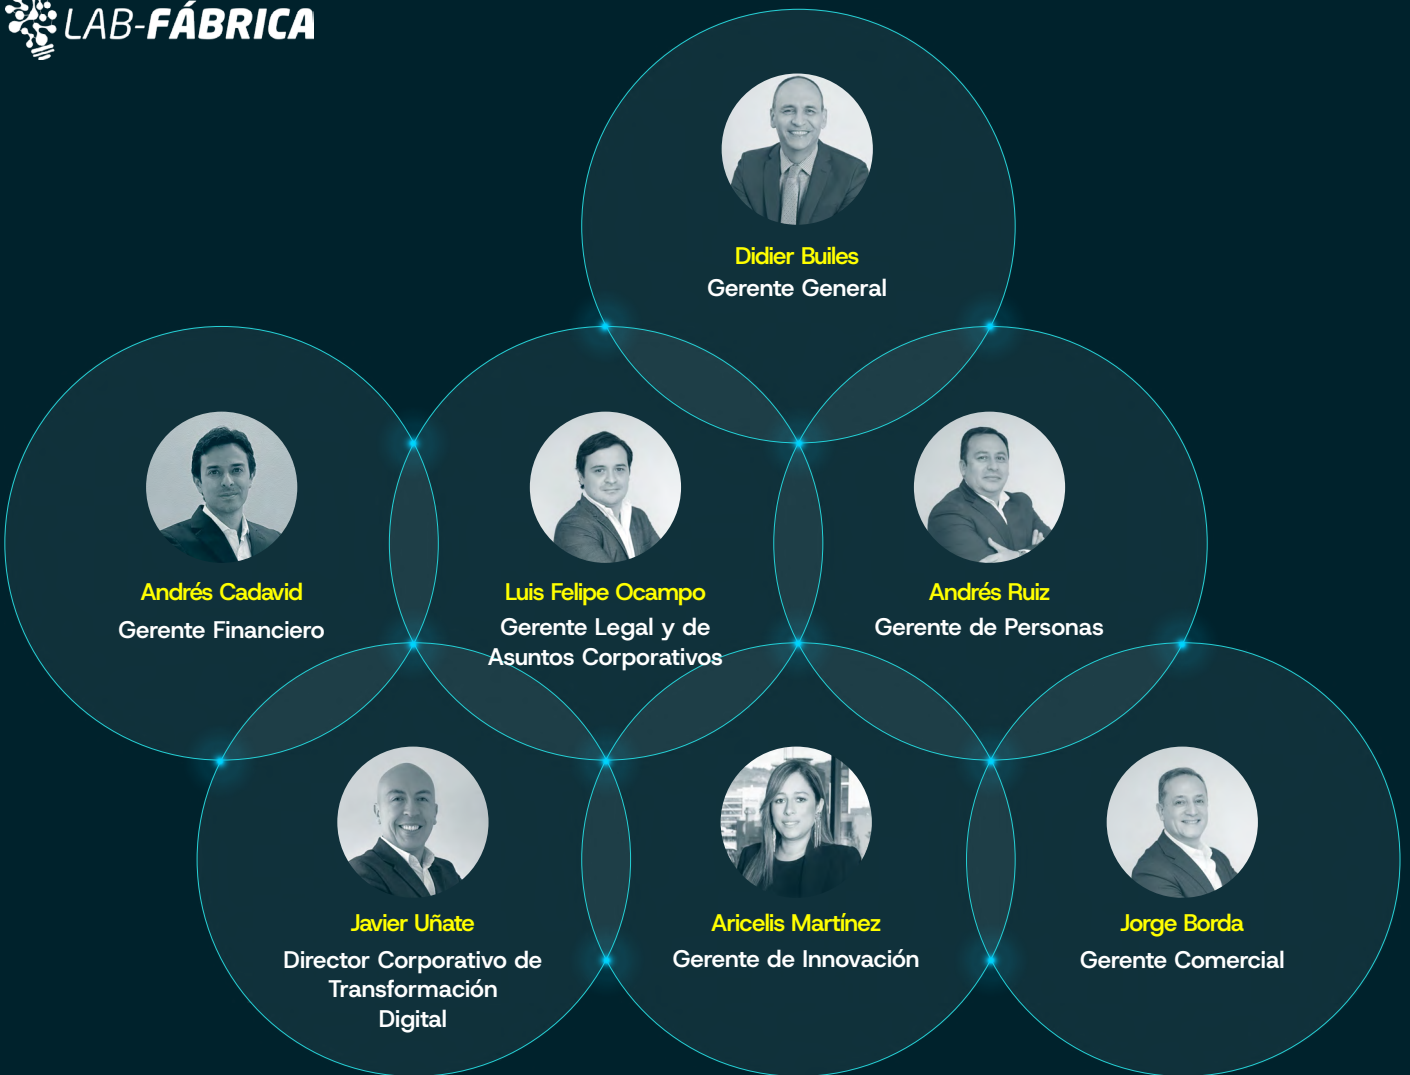 LAB-FÁBRICA
Didier Builes
Gerente General
Andrés Cadavid
Gerente Financiero
Luis Felipe Ocampo
Gerente Legal y de
Asuntos Corporativos
Andrés Ruiz
Gerente de Personas
Javier Uñate
Director Corporativo de
Transformación
Digital
Aricelis Martínez
Gerente de Innovación
Jorge Borda
Gerente Comercial